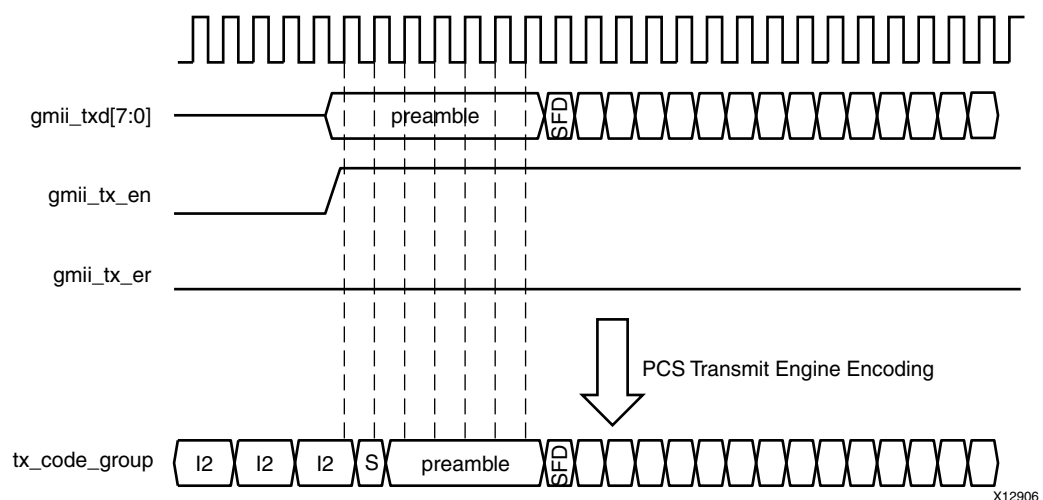 gmii_txd[7:0] preamble SFD
gmii_tx_en
gmii_tx_er
PCS Transmit Engine Encoding
tx_code_group I2 I2 I2 S preamble SFD
X12906